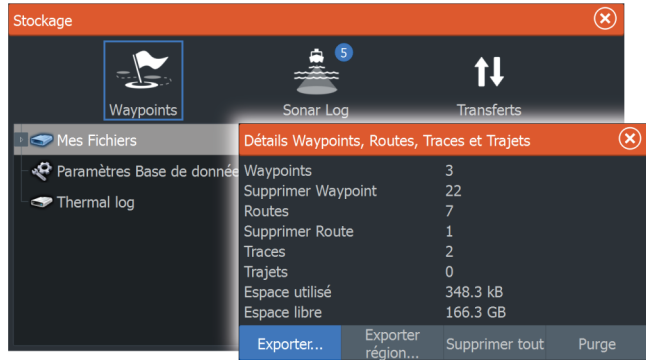 Stockage
5
Waypoints Sonar Log Transferts
Mes Fichiers
Paramètres Base de donnée
Thermal log
Détails Waypoints, Routes, Traces et Trajets
Waypoints 3
Supprimer Waypoint 22
Routes 7
Supprimer Route 1
Traces 2
Trajets 0
Espace utilisé 348.3 kB
Espace libre 166.3 GB
Exporter... Exporter région... Supprimer tout Purge